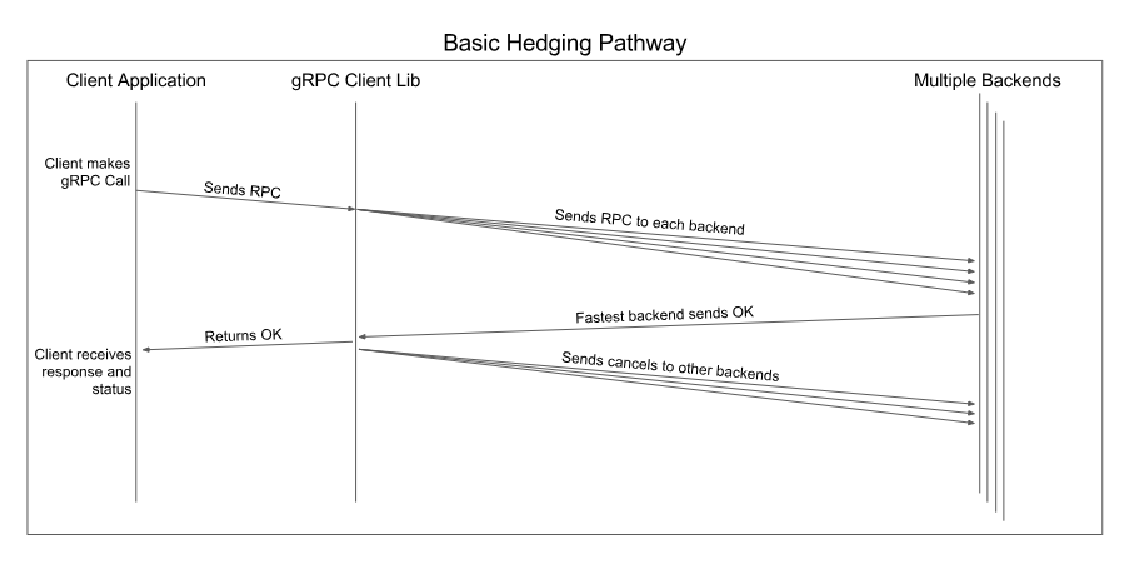 Basic Hedging Pathway
Client Application
gRPC Client Lib
Multiple Backends
Client makes
gRPC Call
Sends RPC
Sends RPC to each backend
Fastest backend sends OK
Returns OK
Client receives
response and
status
Sends cancels to other backends